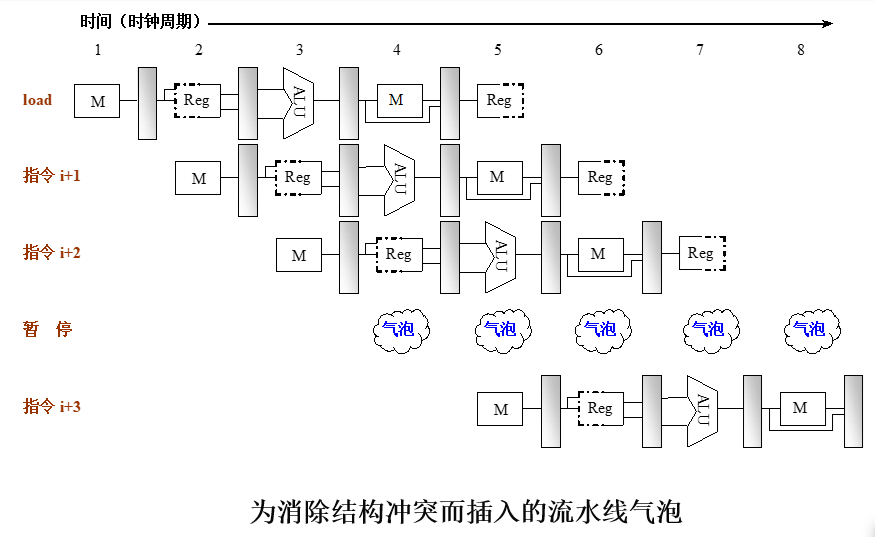 时间（时钟周期）
1 2 3 4 5 6 7 8
load M Reg ALU M Reg
指令 i+1 M Reg ALU M Reg
指令 i+2 M Reg ALU M Reg
暂 停 气泡 气泡 气泡 气泡 气泡
指令 i+3 M Reg ALU M
为消除结构冲突而插入的流水线气泡